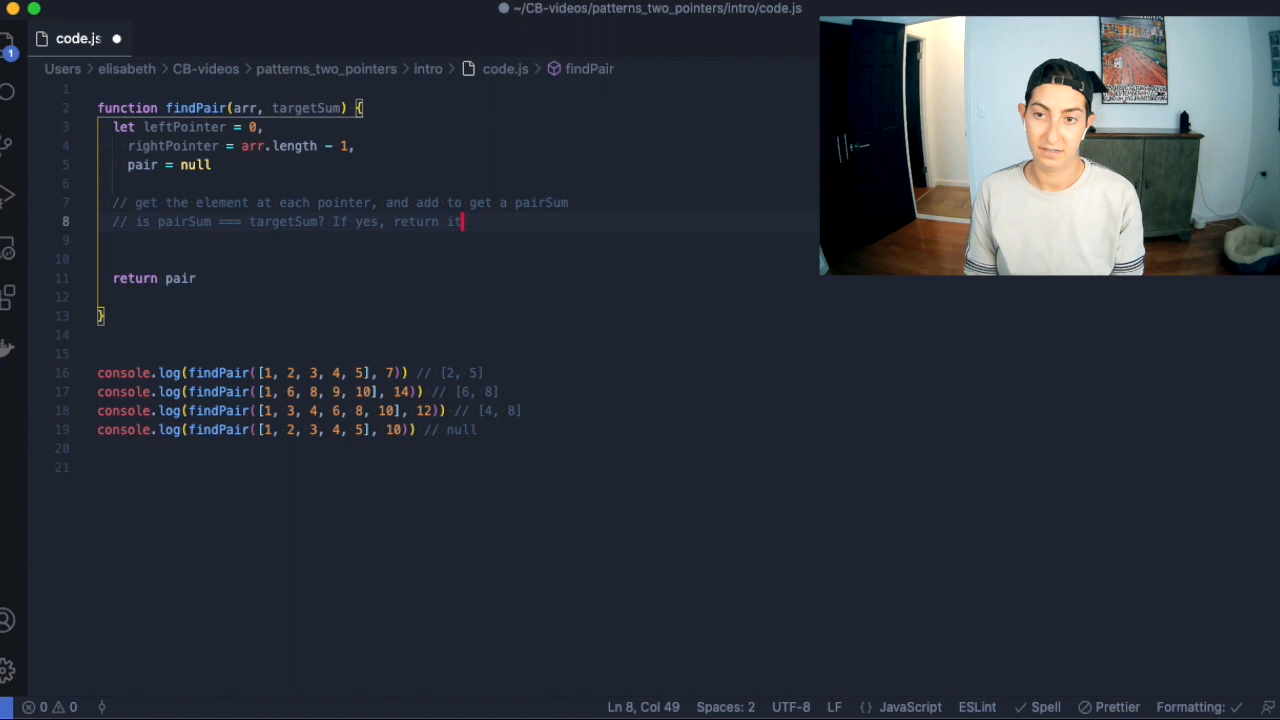 ~/CB-videos/patterns_two_pointers/intro/code.js
code.js
1
Users > elisabeth > CB-videos > patterns_two_pointers > intro > code.js > findPair
1
2 function findPair(arr, targetSum) {
3 let leftPointer = 0,
4 rightPointer = arr.length - 1,
5 pair = null
6
7 // get the element at each pointer, and add to get a pairSum
8 // is pairSum === targetSum? If yes, return it
9
10
11 return pair
12
13 }
14
15
16 console.log(findPair([1, 2, 3, 4, 5], 7)) // [2, 5]
17 console.log(findPair([1, 6, 8, 9, 10], 14)) // [6, 8]
18 console.log(findPair([1, 3, 4, 6, 8, 10], 12)) // [4, 8]
19 console.log(findPair([1, 2, 3, 4, 5], 10)) // null
20
21
0 0 Ln 8, Col 49 Spaces: 2 UTF-8 LF {} JavaScript ESLint Spell Prettier Formatting: